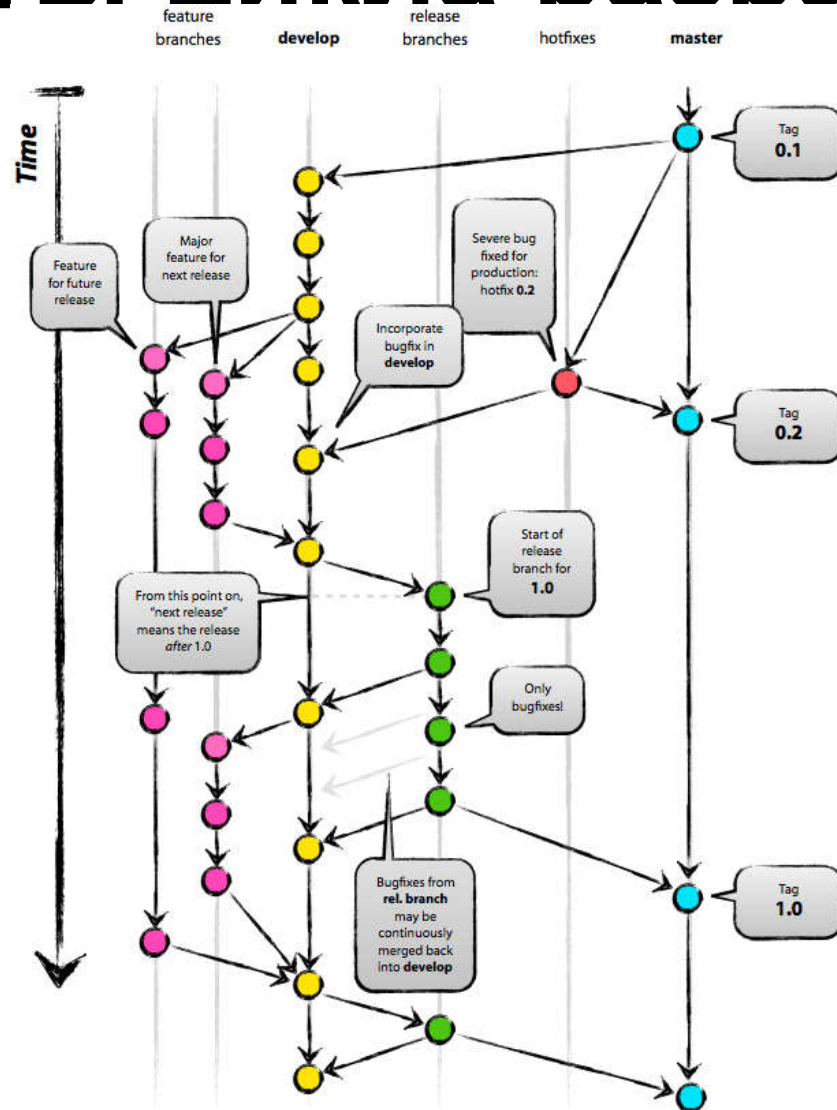 feature
branches
develop
release
branches
hotfixes
master
Time
Tag
0.1
Major
feature for
next release
Severe bug
fixed for
production:
hotfix 0.2
Feature
for future
release
Incorporate
bugfix in
develop
Tag
0.2
Start of
release
branch for
1.0
From this point on,
“next release”
means the release
after 1.0
Only
bugfixes!
Bugfixes from
rel. branch
may be
continuously
merged back
into develop
Tag
1.0